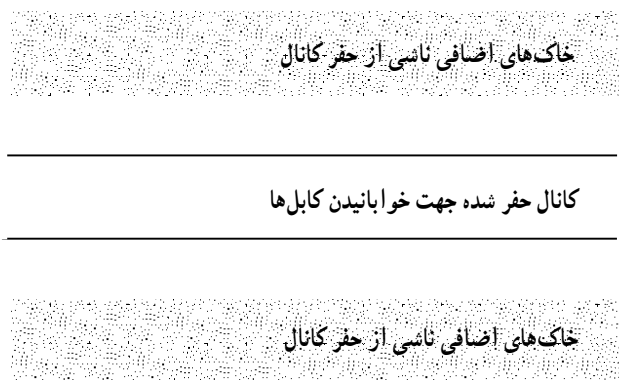 خاک‌های اضافی ناشی از حفر کانال
کانال حفر شده جهت خوابانیدن کابل‌ها
خاک‌های اضافی ناشی از حفر کانال